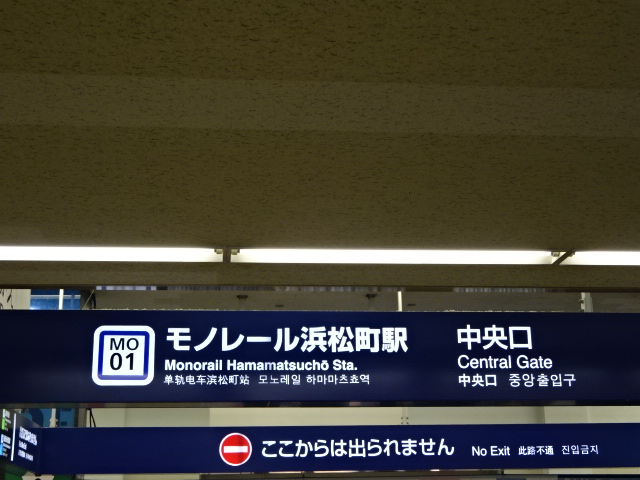 MO
01
モノレール浜松町駅
Monorail Hamamatsuchō Sta.
单轨电车浜松町站 모노레일 하마마츠쵸역
中央口
Central Gate
中央口 중앙출입구
ここからは出られません No Exit 此路不通 진입금지